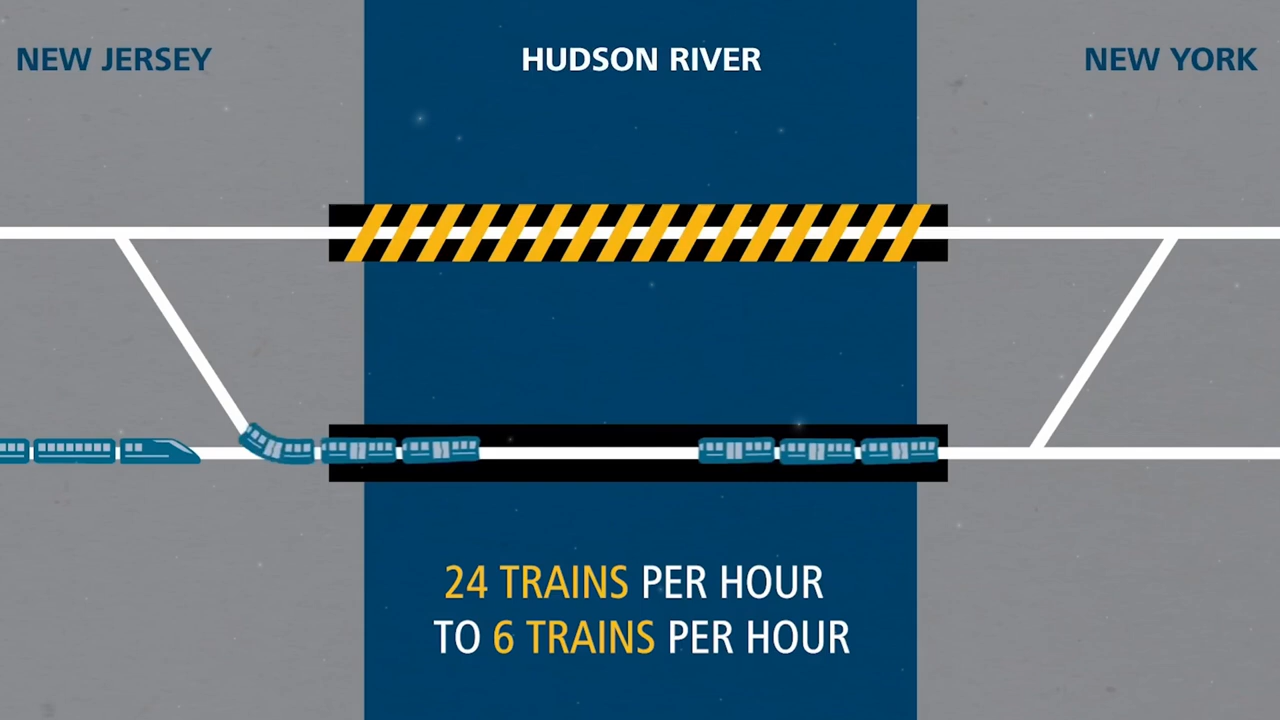 NEW JERSEY
HUDSON RIVER
NEW YORK
24 TRAINS PER HOUR
TO 6 TRAINS PER HOUR